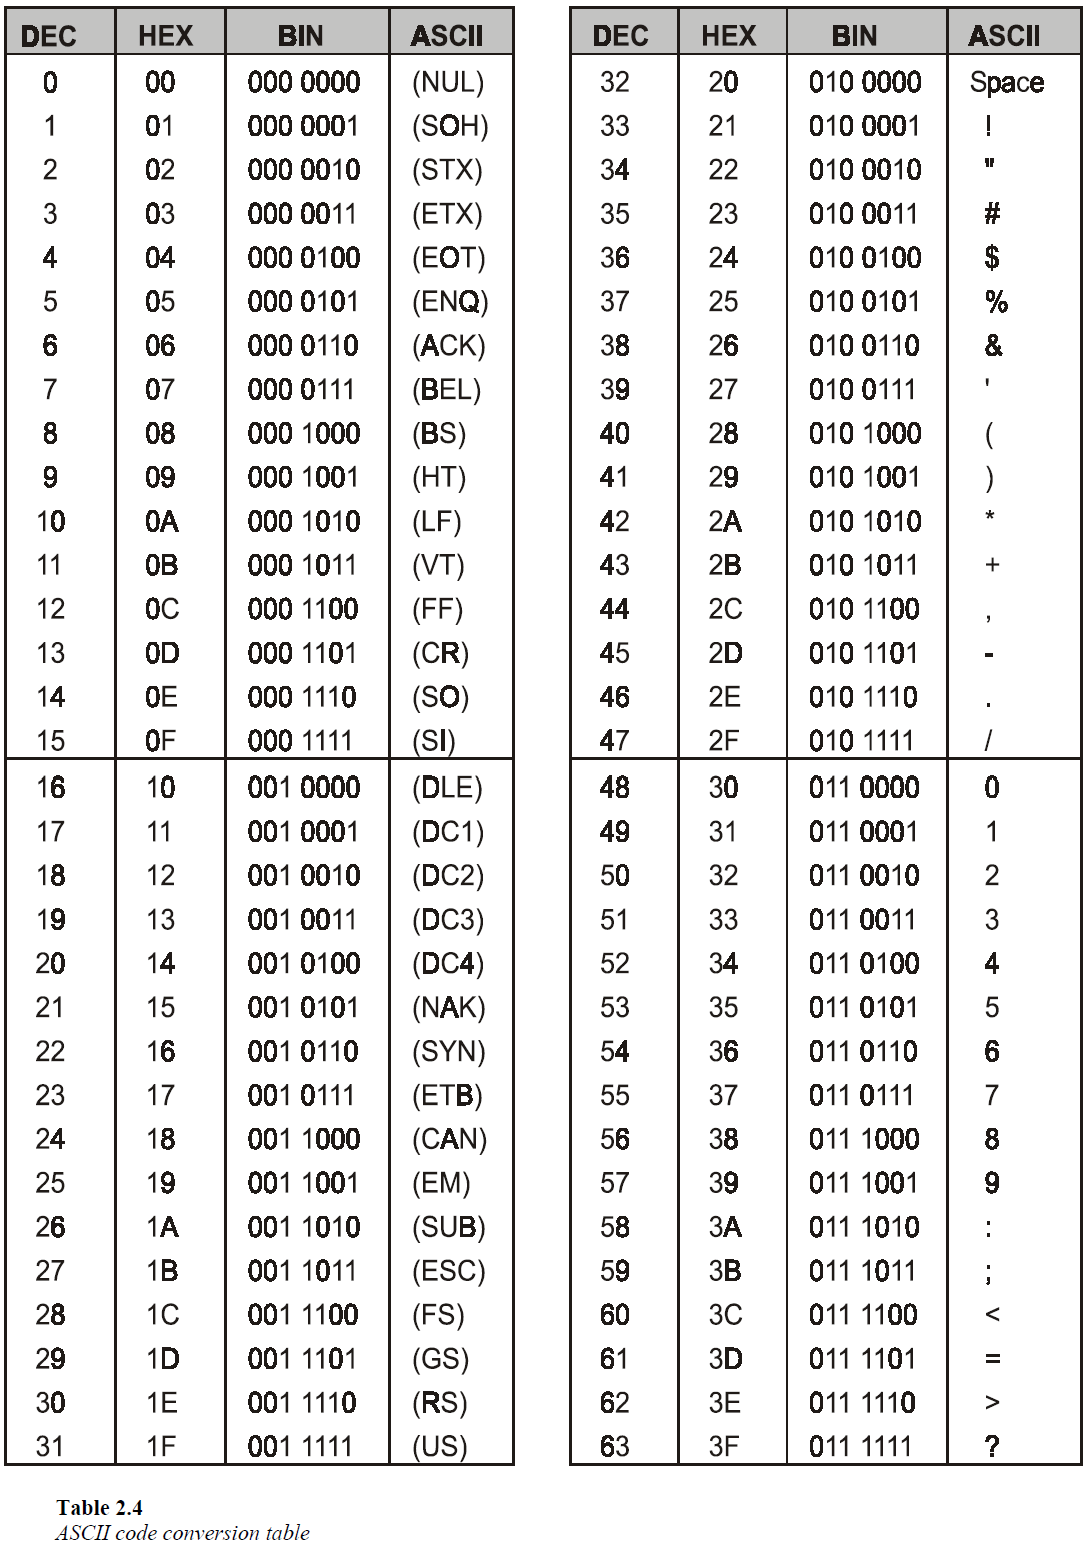 DEC HEX BIN ASCII
0 00 000 0000 (NUL)
1 01 000 0001 (SOH)
2 02 000 0010 (STX)
3 03 000 0011 (ETX)
4 04 000 0100 (EOT)
5 05 000 0101 (ENQ)
6 06 000 0110 (ACK)
7 07 000 0111 (BEL)
8 08 000 1000 (BS)
9 09 000 1001 (HT)
10 0A 000 1010 (LF)
11 0B 000 1011 (VT)
12 0C 000 1100 (FF)
13 0D 000 1101 (CR)
14 0E 000 1110 (SO)
15 0F 000 1111 (SI)
16 10 001 0000 (DLE)
17 11 001 0001 (DC1)
18 12 001 0010 (DC2)
19 13 001 0011 (DC3)
20 14 001 0100 (DC4)
21 15 001 0101 (NAK)
22 16 001 0110 (SYN)
23 17 001 0111 (ETB)
24 18 001 1000 (CAN)
25 19 001 1001 (EM)
26 1A 001 1010 (SUB)
27 1B 001 1011 (ESC)
28 1C 001 1100 (FS)
29 1D 001 1101 (GS)
30 1E 001 1110 (RS)
31 1F 001 1111 (US)
DEC HEX BIN ASCII
32 20 010 0000 Space
33 21 010 0001 !
34 22 010 0010 "
35 23 010 0011 #
36 24 010 0100 $
37 25 010 0101 %
38 26 010 0110 &
39 27 010 0111 '
40 28 010 1000 (
41 29 010 1001 )
42 2A 010 1010 *
43 2B 010 1011 +
44 2C 010 1100 ,
45 2D 010 1101 -
46 2E 010 1110 .
47 2F 010 1111 /
48 30 011 0000 0
49 31 011 0001 1
50 32 011 0010 2
51 33 011 0011 3
52 34 011 0100 4
53 35 011 0101 5
54 36 011 0110 6
55 37 011 0111 7
56 38 011 1000 8
57 39 011 1001 9
58 3A 011 1010 :
59 3B 011 1011 ;
60 3C 011 1100 <
61 3D 011 1101 =
62 3E 011 1110 >
63 3F 011 1111 ?
Table 2.4
ASCII code conversion table